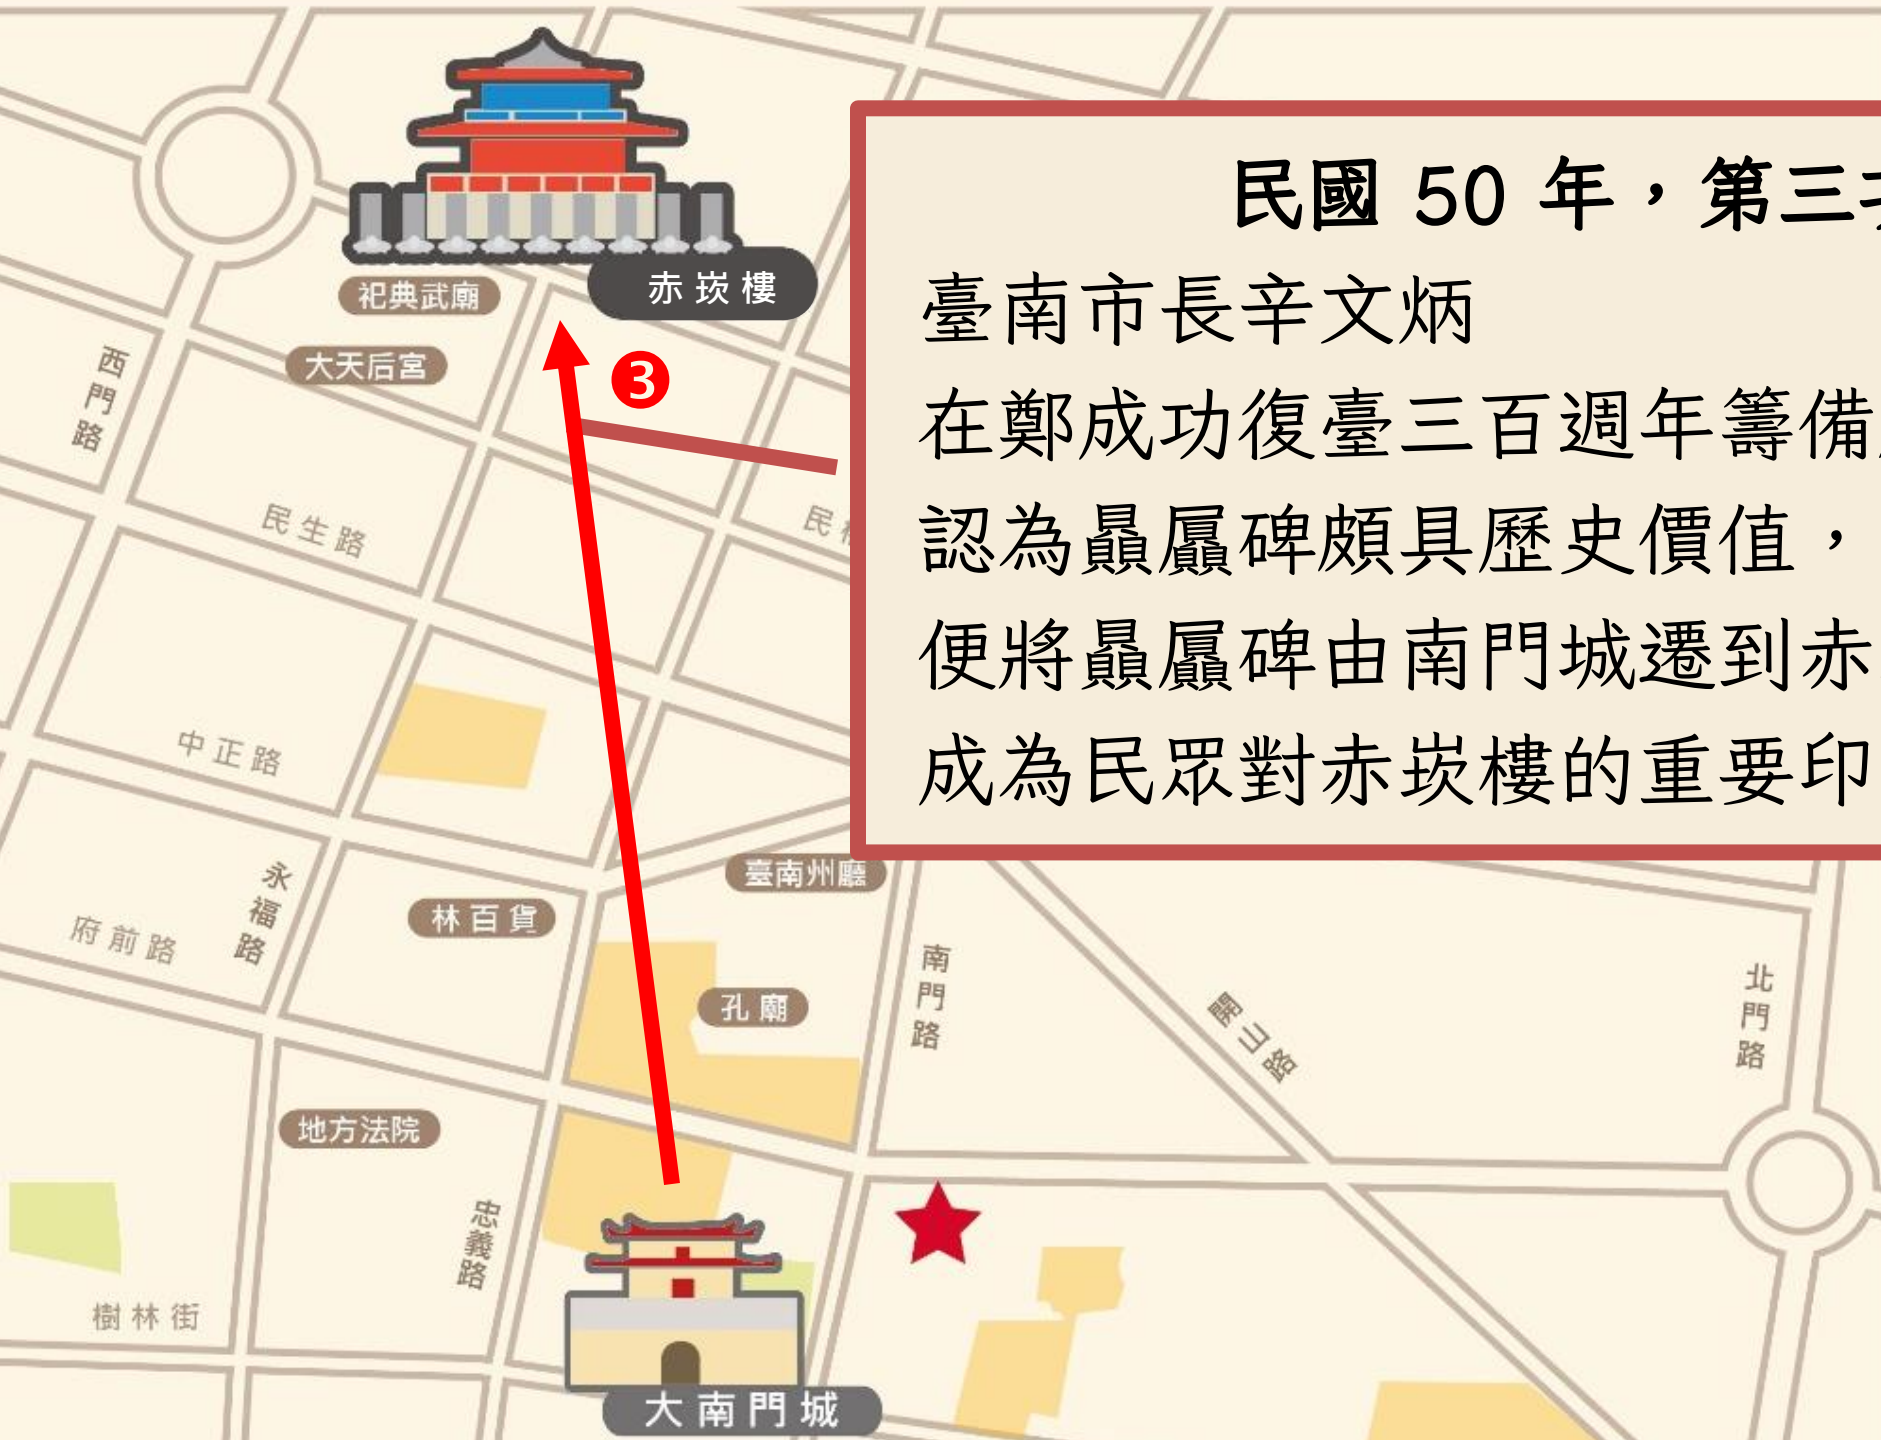 民國 50 年，第三
臺南市長辛文炳
在鄭成功復臺三百週年籌備
認為贔屭碑頗具歷史價值，
便將贔屭碑由南門城遷到赤
成為民眾對赤崁樓的重要印
赤崁樓
祀典武廟
大天后宮
3
西門路
民生路
民
中正路
臺南州廳
永福路
林百貨
府前路
南門路
孔廟
開山路
北門路
地方法院
忠義路
樹林街
大南門城